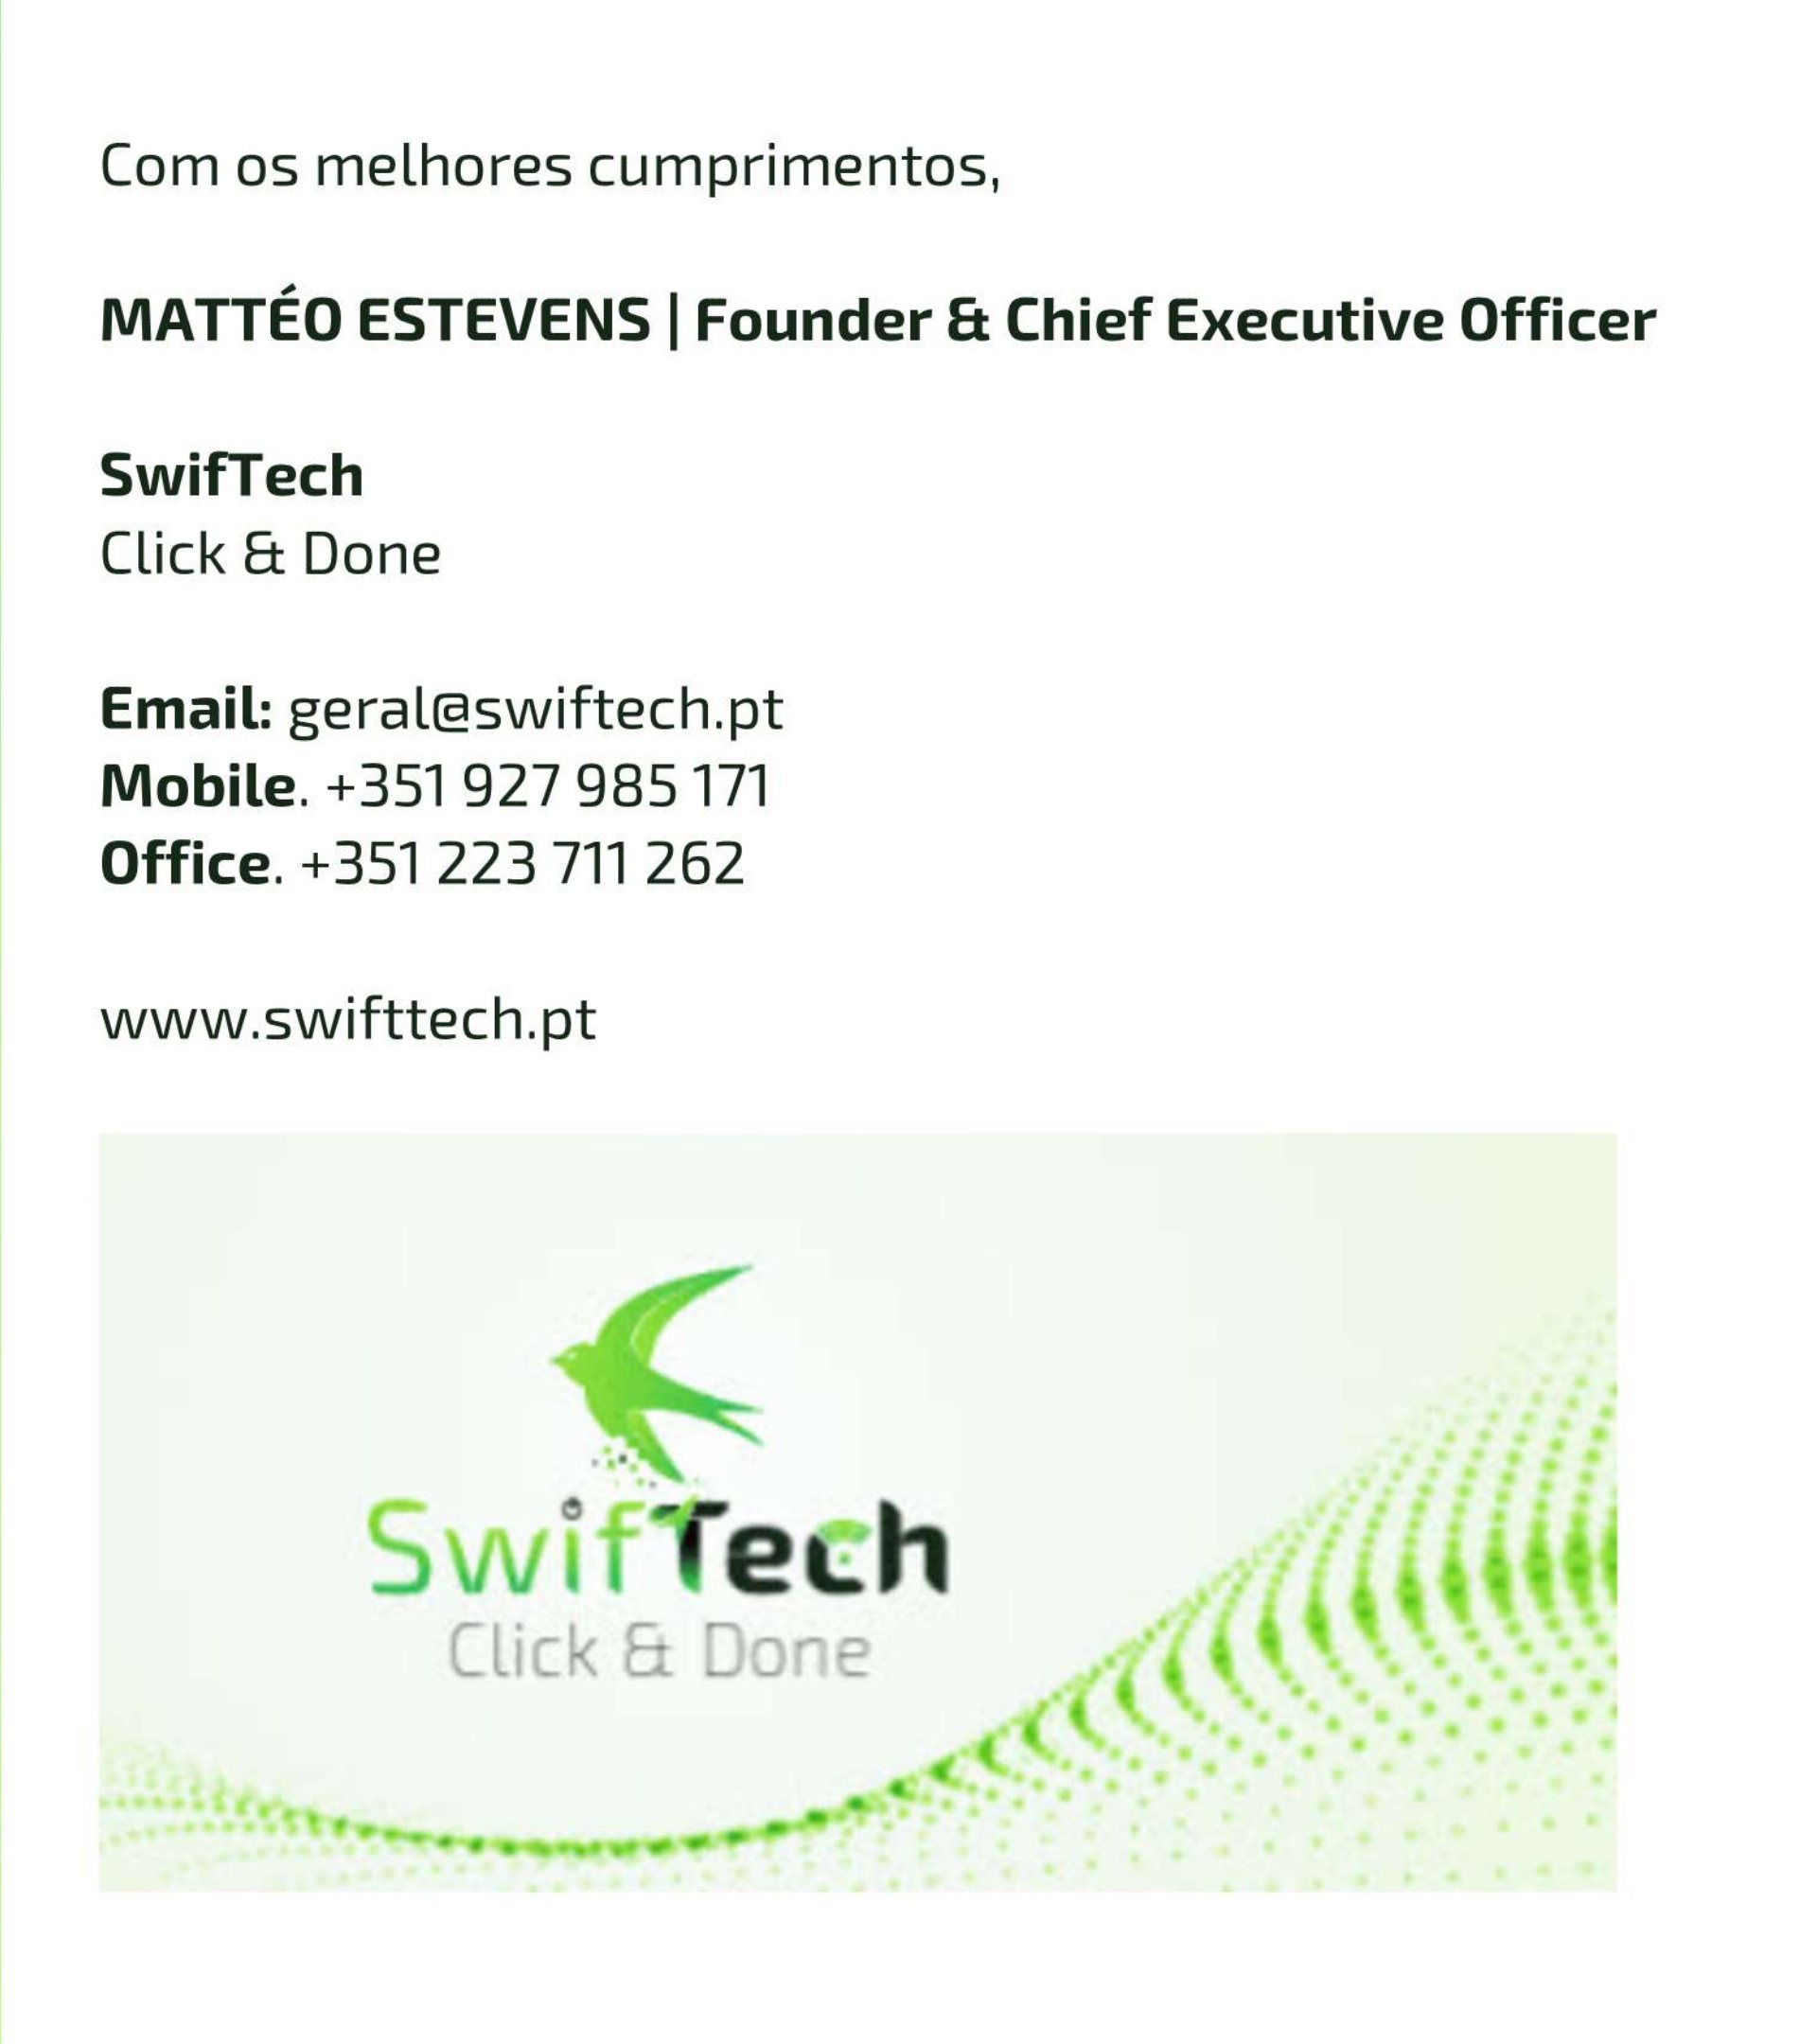 Com os melhores cumprimentos,
MATTÉO ESTEVENS | Founder & Chief Executive Officer
SwifTech
Click & Done
Email: geral@swiftech.pt
Mobile. +351 927 985 171
Office. +351 223 711 262
www.swifttech.pt
SwifTech
Click & Done